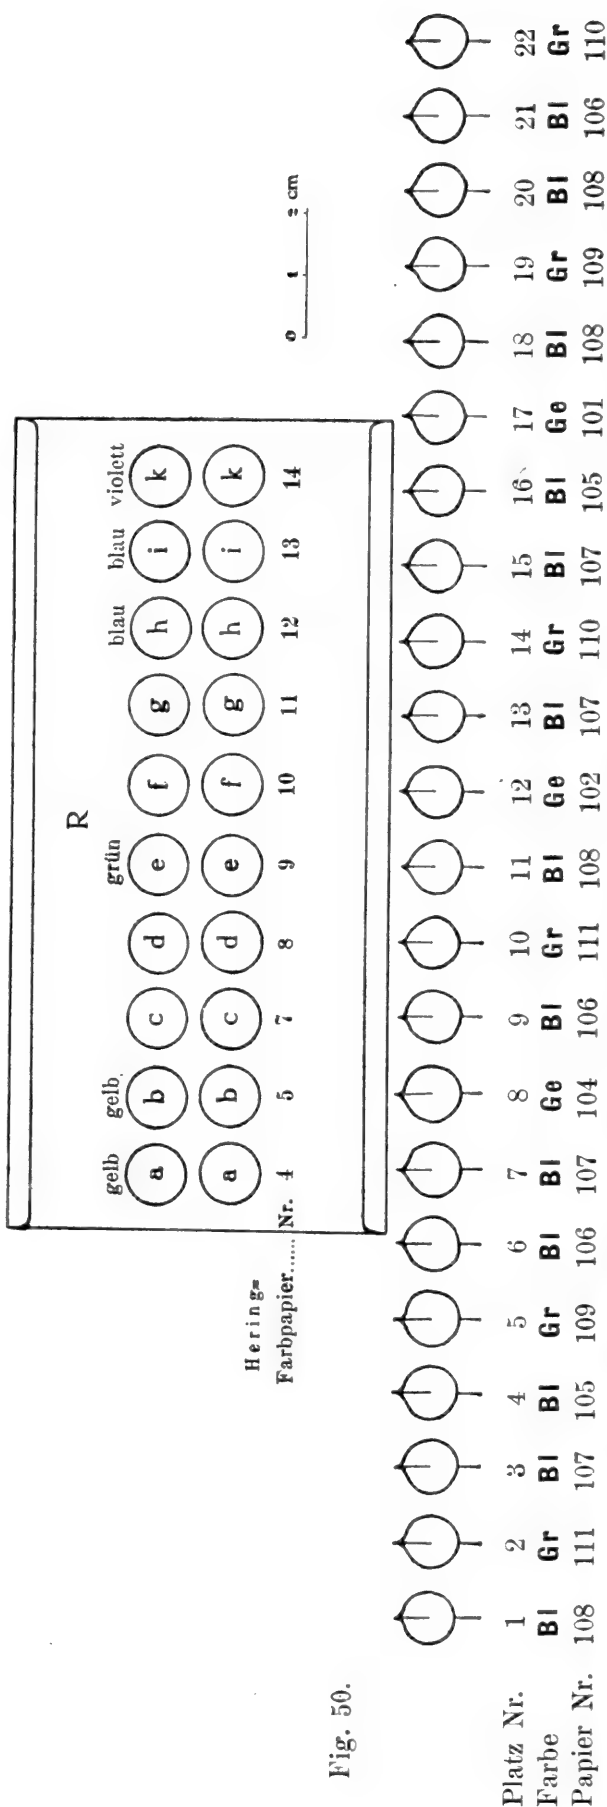 gelb gelb. grün blau blau violett
R
a b c d e f g h i k
a b c d e f g h i k
Hering=
Farbpapier...... Nr. 4 5 7 8 9 10 11 12 13 14
0 1 2 cm
Fig. 50.
Platz Nr. 1 2 3 4 5 6 7 8 9 10 11 12 13 14 15 16 17 18 19 20 21 22
Farbe Bl Gr Bl Bl Gr Bl Bl Ge Bl Gr Bl Ge Bl Gr Bl Bl Ge Bl Gr Bl Bl Gr
Papier Nr. 108 111 107 105 109 106 107 104 106 111 108 102 107 110 107 105 101 108 109 108 106 110